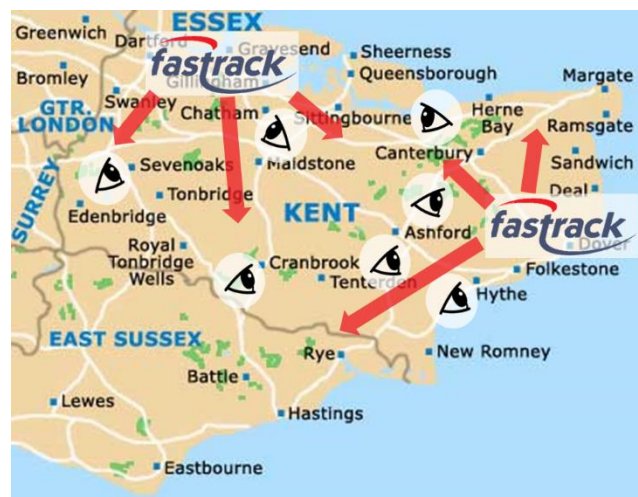 ESSEX
Greenwich
Dartford
Gravesend
Sheerness
fastrack
Queensborough
Bromley
Gillingham
Margate
Swanley
GTR.
LONDON
Chatham
Sittingbourne
Herne
Bay
Ramsgate
Canterbury
Sevenoaks
Maidstone
Sandwich
SURREY
Tonbridge
Deal
Edenbridge
KENT
fastrack
Ashford
Dover
Royal
Tonbridge
Wells
Cranbrook
Tenterden
Folkestone
Hythe
EAST SUSSEX
Rye
New Romney
Battle
Lewes
Hastings
Eastbourne